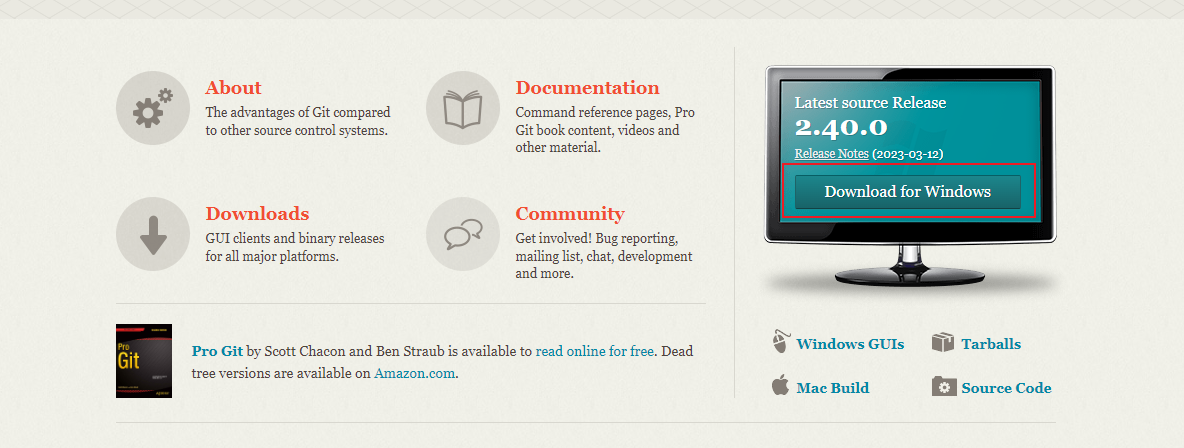 About
The advantages of Git compared
to other source control systems.
Documentation
Command reference pages, Pro
Git book content, videos and
other material.
Downloads
GUI clients and binary releases
for all major platforms.
Community
Get involved! Bug reporting,
mailing list, chat, development
and more.
Pro
Git
Pro Git by Scott Chacon and Ben Straub is available to read online for free. Dead
tree versions are available on Amazon.com.
Latest source Release
2.40.0
Release Notes (2023-03-12)
Download for Windows
Windows GUIs
Tarballs
Mac Build
Source Code